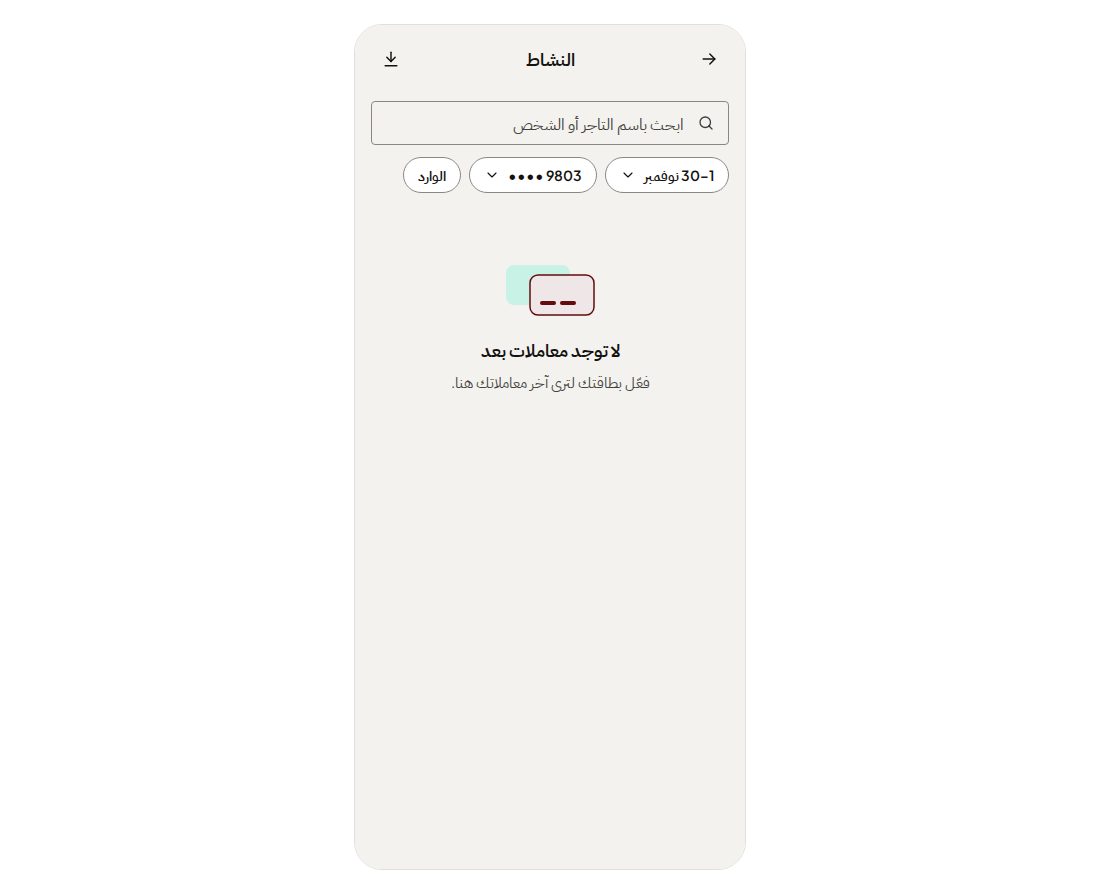 النشاط
ابحث باسم التاجر أو الشخص
1–30 نوفمبر
9803 ••••
الوارد
لا توجد معاملات بعد
فعّل بطاقتك لترى آخر معاملاتك هنا.